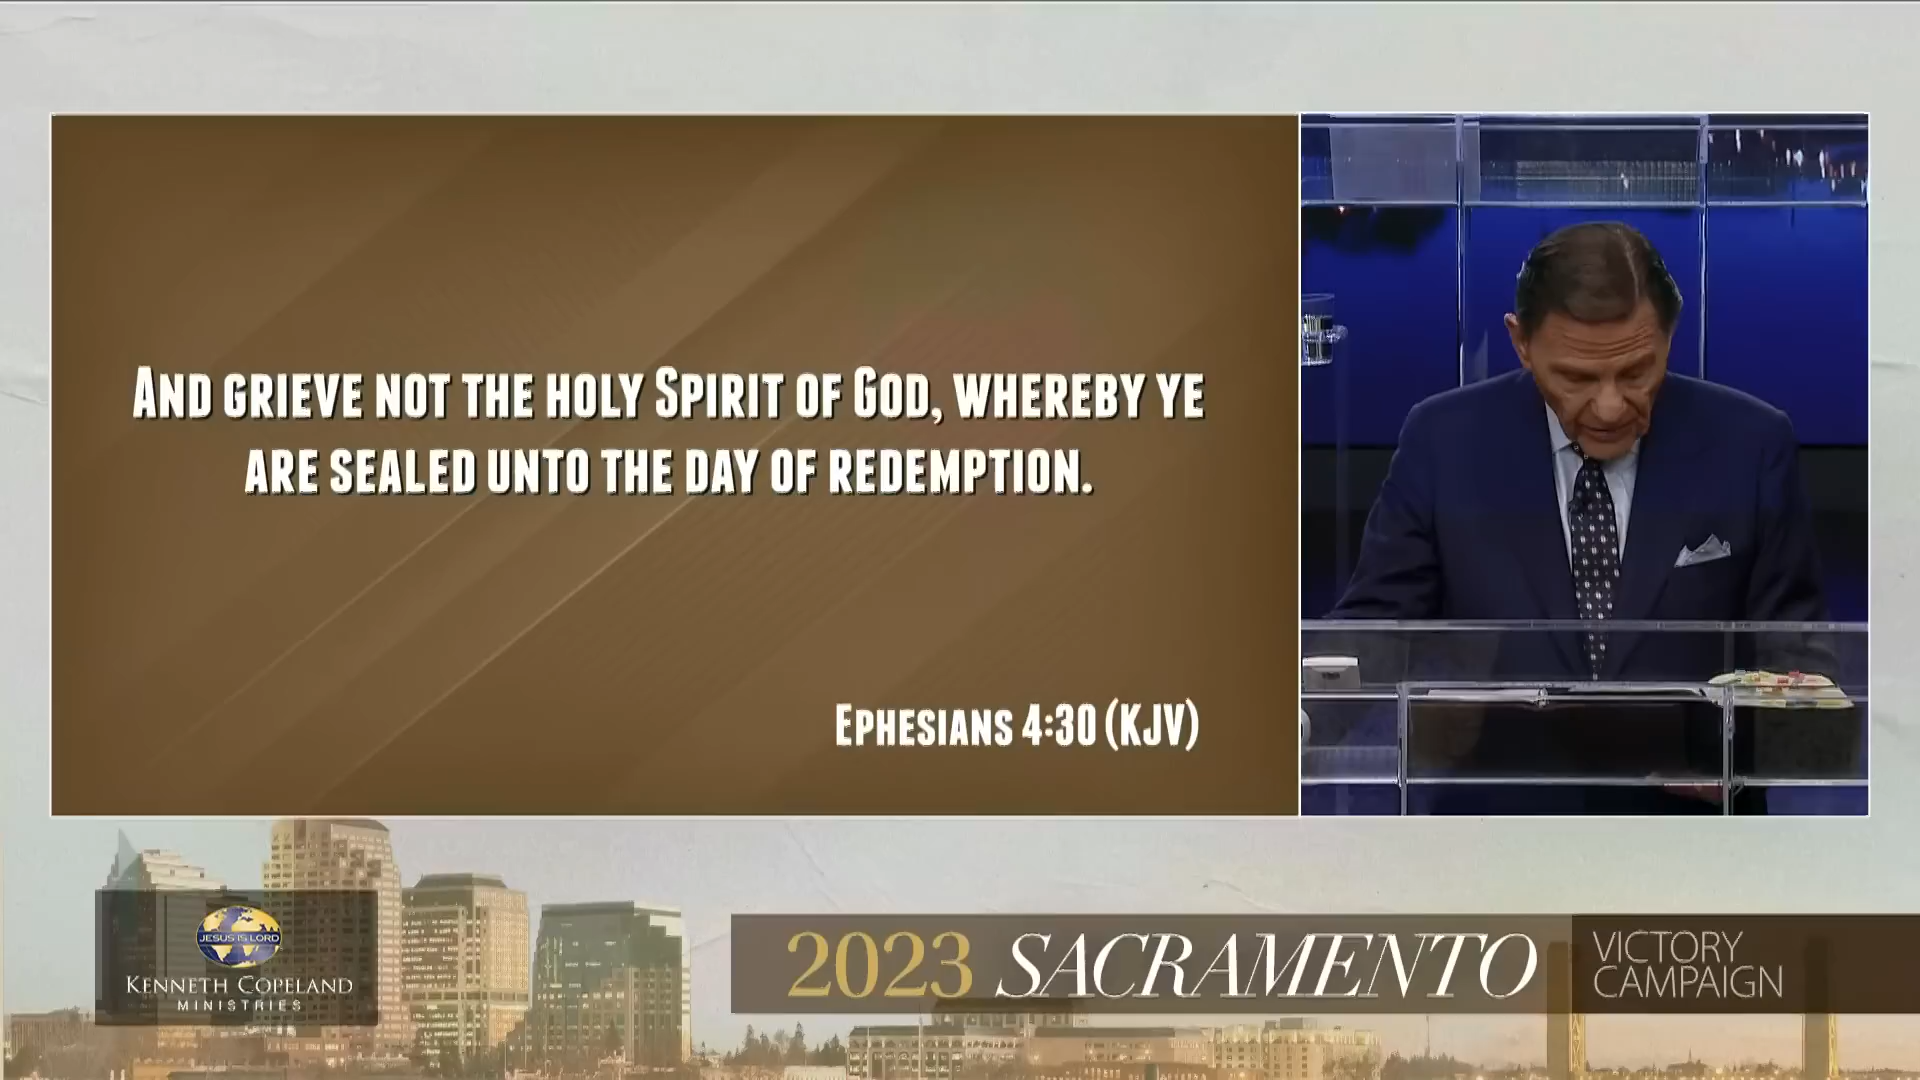 And grieve not the holy Spirit of God, whereby ye
are sealed unto the day of redemption.
Ephesians 4:30 (KJV)
JESUS IS LORD
Kenneth Copeland
MINISTRIES
2023 SACRAMENTO
VICTORY
CAMPAIGN